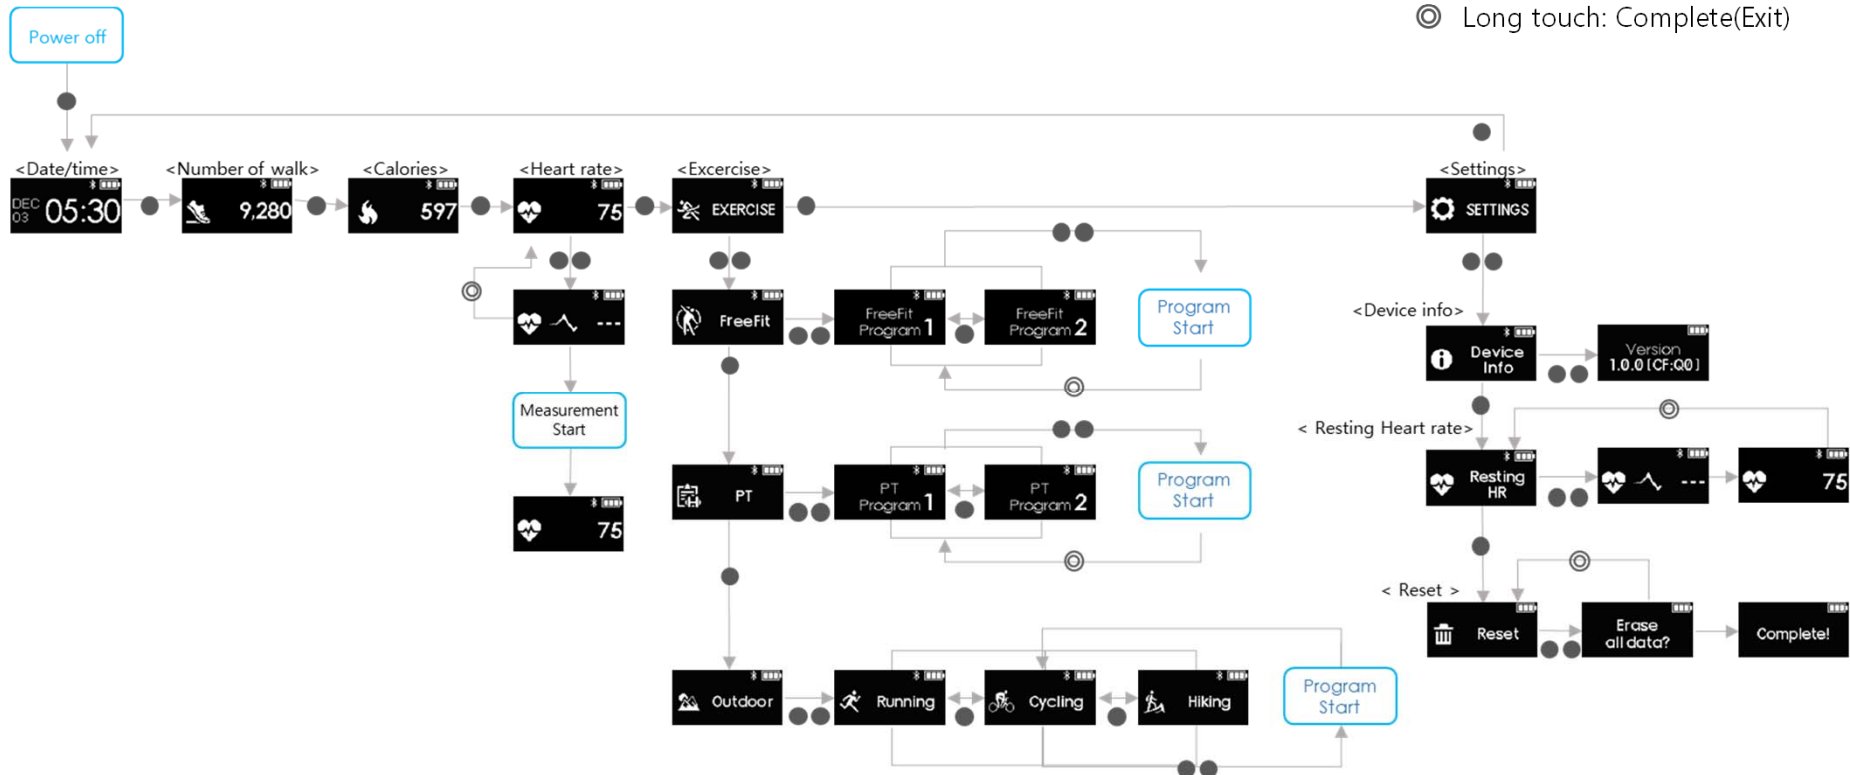 Power off
Long touch: Complete(Exit)
<Date/time>
<Number of walk>
<Calories>
<Heart rate>
<Excercise>
<Settings>
DEC
03
05:30
9,280
597
75
EXERCISE
SETTINGS
FreeFit
FreeFit
Program 1
FreeFit
Program 2
Program
Start
---
<Device info>
Device
Info
Version
1.0.0 [CF:Q0]
Measurement
Start
< Resting Heart rate>
75
PT
PT
Program 1
PT
Program 2
Program
Start
Resting
HR
---
75
< Reset >
Reset
Erase
all data?
Complete!
Outdoor
Running
Cycling
Hiking
Program
Start